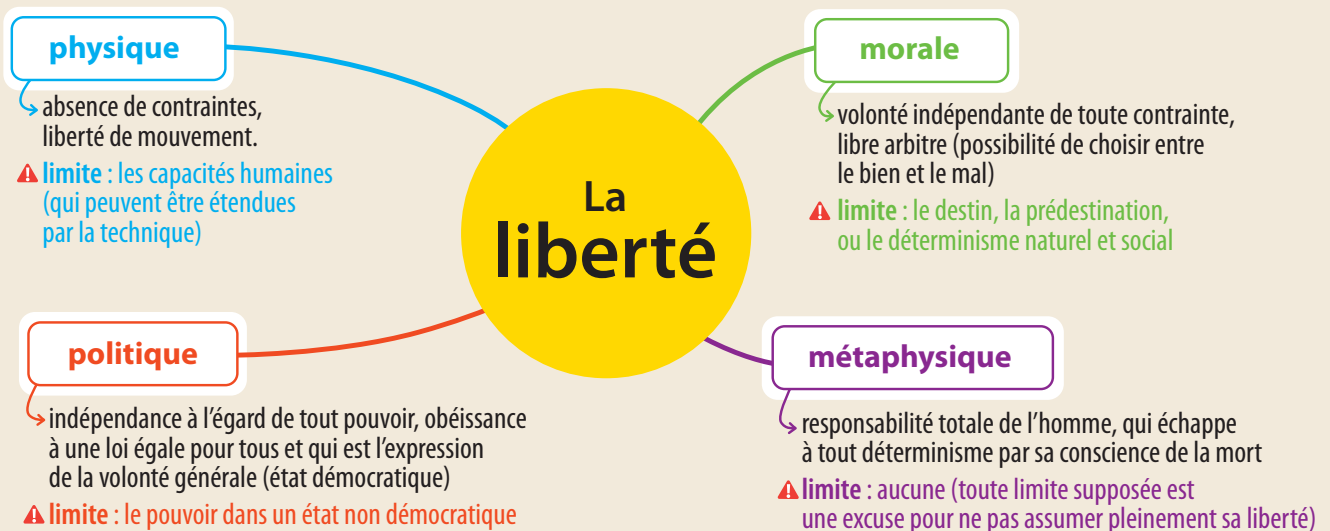 La
liberté
physique
absence de contraintes,
liberté de mouvement.
limite : les capacités humaines
(qui peuvent être étendues
par la technique)
morale
volonté indépendante de toute contrainte,
libre arbitre (possibilité de choisir entre
le bien et le mal)
limite : le destin, la prédestination,
ou le déterminisme naturel et social
politique
indépendance à l’égard de tout pouvoir, obéissance
à une loi égale pour tous et qui est l’expression
de la volonté générale (état démocratique)
limite : le pouvoir dans un état non démocratique
métaphysique
responsabilité totale de l’homme, qui échappe
à tout déterminisme par sa conscience de la mort
limite : aucune (toute limite supposée est
une excuse pour ne pas assumer pleinement sa liberté)